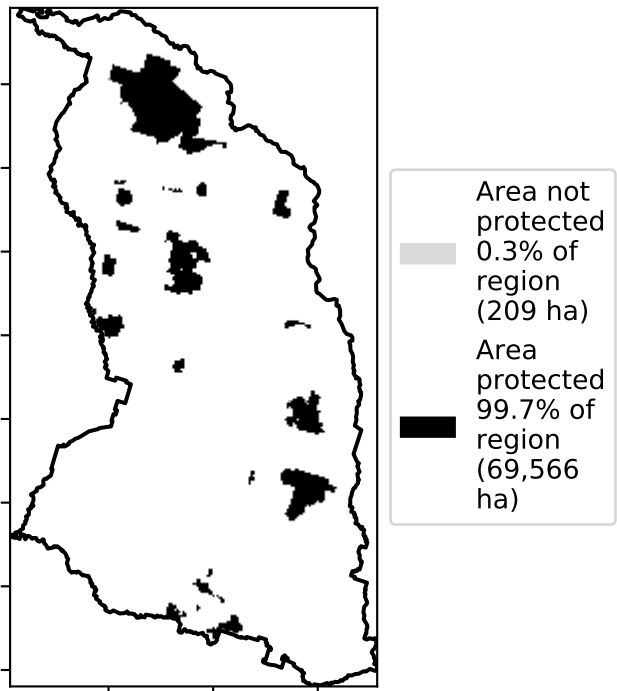 Area not
protected
0.3% of
region
(209 ha)
Area
protected
99.7% of
region
(69,566
ha)